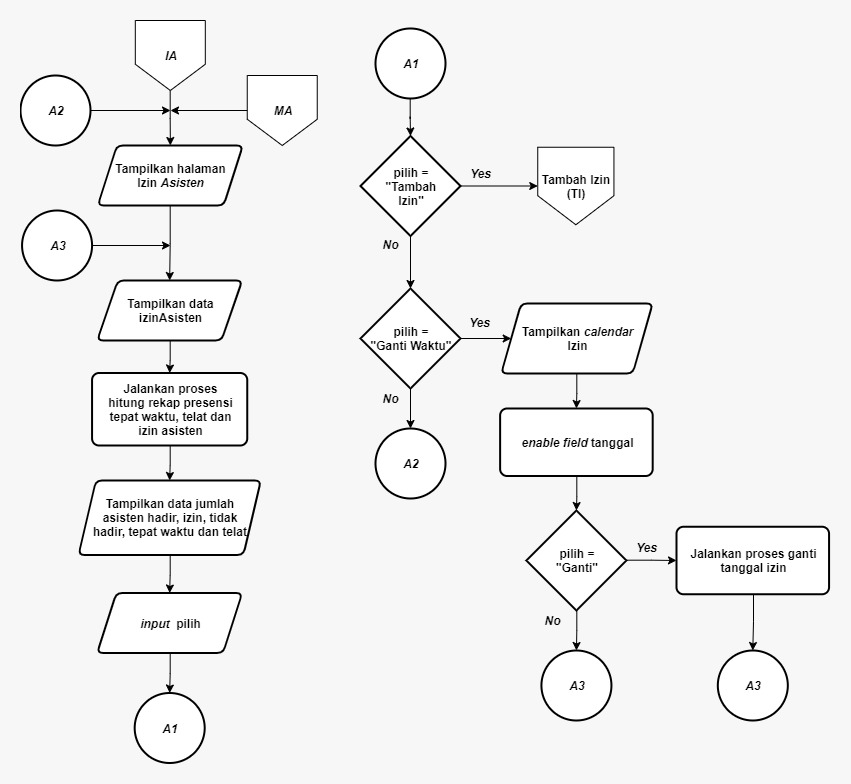 IA
A2
MA
Tampilkan halaman
Izin Asisten
A3
Tampilkan data
izinAsisten
Jalankan proses
hitung rekap presensi
tepat waktu, telat dan
izin asisten
Tampilkan data jumlah
asisten hadir, izin, tidak
hadir, tepat waktu dan telat
input pilih
A1
A1
pilih =
"Tambah
Izin"
Yes
Tambah Izin
(TI)
No
pilih =
"Ganti Waktu"
Yes
Tampilkan calendar
Izin
No
A2
enable field tanggal
pilih =
"Ganti"
Yes
Jalankan proses ganti
tanggal izin
No
A3
A3